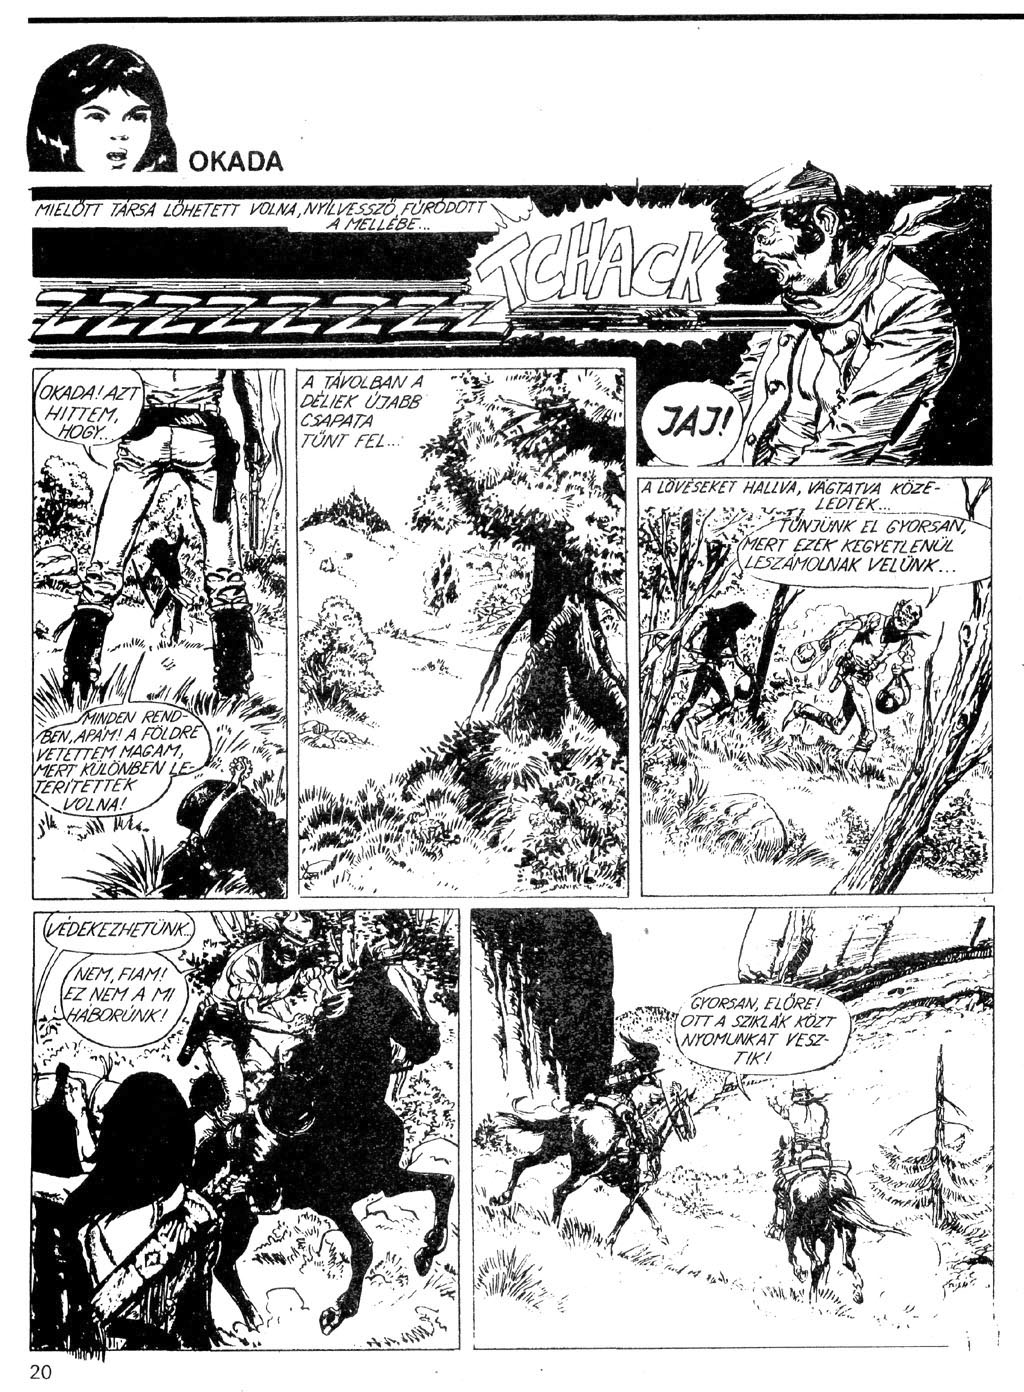 OKADA
MIELŐTT TÁRSA LŐHETETT VOLNA, NYÍLVESSZŐ FÚRÓDOTT
A MELLÉBE...
TCHACK
ZZZZZZZZ
JAJ!
OKADA! AZT
HITTEM,
HOGY...
MINDEN REND-
BEN, APÁM! A FÖLDRE
VETETTEM MAGAM,
MERT KÜLÖNBEN LE-
TERÍTETTEK
VOLNA!
A TÁVOLBAN A
DÉLIEK ÚJABB
CSAPATA
TŰNT FEL...
A LÖVÉSEKET HALLVA, VÁGTATVA KÖZE-
LEDTEK...
TŰNJÜNK EL GYORSAN,
MERT EZEK KEGYETLENÜL
LESZÁMOLNAK VELÜNK...
VÉDEKEZHETÜNK...
NEM, FIAM!
EZ NEM A MI
HÁBORÚNK!
GYORSAN, ELŐRE!
OTT A SZIKLÁK KÖZT
NYOMUNKAT VESZ-
TIK!
20